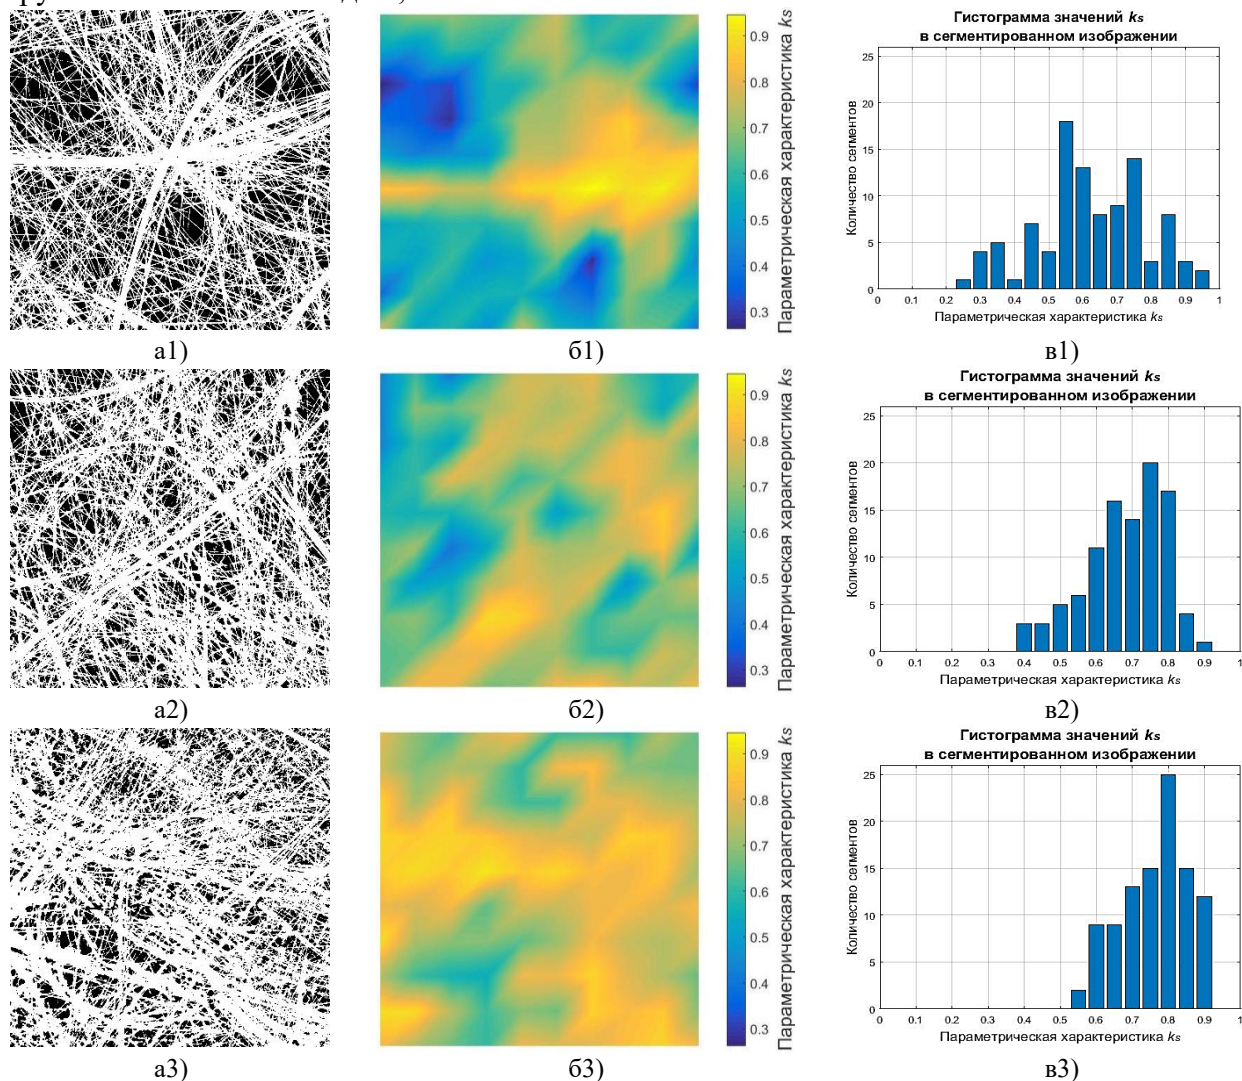 Гистограмма значений ks
в сегментированном изображении
Параметрическая характеристика ks
0.9
0.8
0.7
0.6
0.5
0.4
0.3
Количество сегментов
25
20
15
10
5
0
0 0.1 0.2 0.3 0.4 0.5 0.6 0.7 0.8 0.9 1
Параметрическая характеристика ks
а1) б1) в1)
Гистограмма значений ks
в сегментированном изображении
Параметрическая характеристика ks
0.9
0.8
0.7
0.6
0.5
0.4
0.3
Количество сегментов
25
20
15
10
5
0
0 0.1 0.2 0.3 0.4 0.5 0.6 0.7 0.8 0.9 1
Параметрическая характеристика ks
а2) б2) в2)
Гистограмма значений ks
в сегментированном изображении
Параметрическая характеристика ks
0.9
0.8
0.7
0.6
0.5
0.4
0.3
Количество сегментов
25
20
15
10
5
0
0 0.1 0.2 0.3 0.4 0.5 0.6 0.7 0.8 0.9 1
Параметрическая характеристика ks
а3) б3) в3)